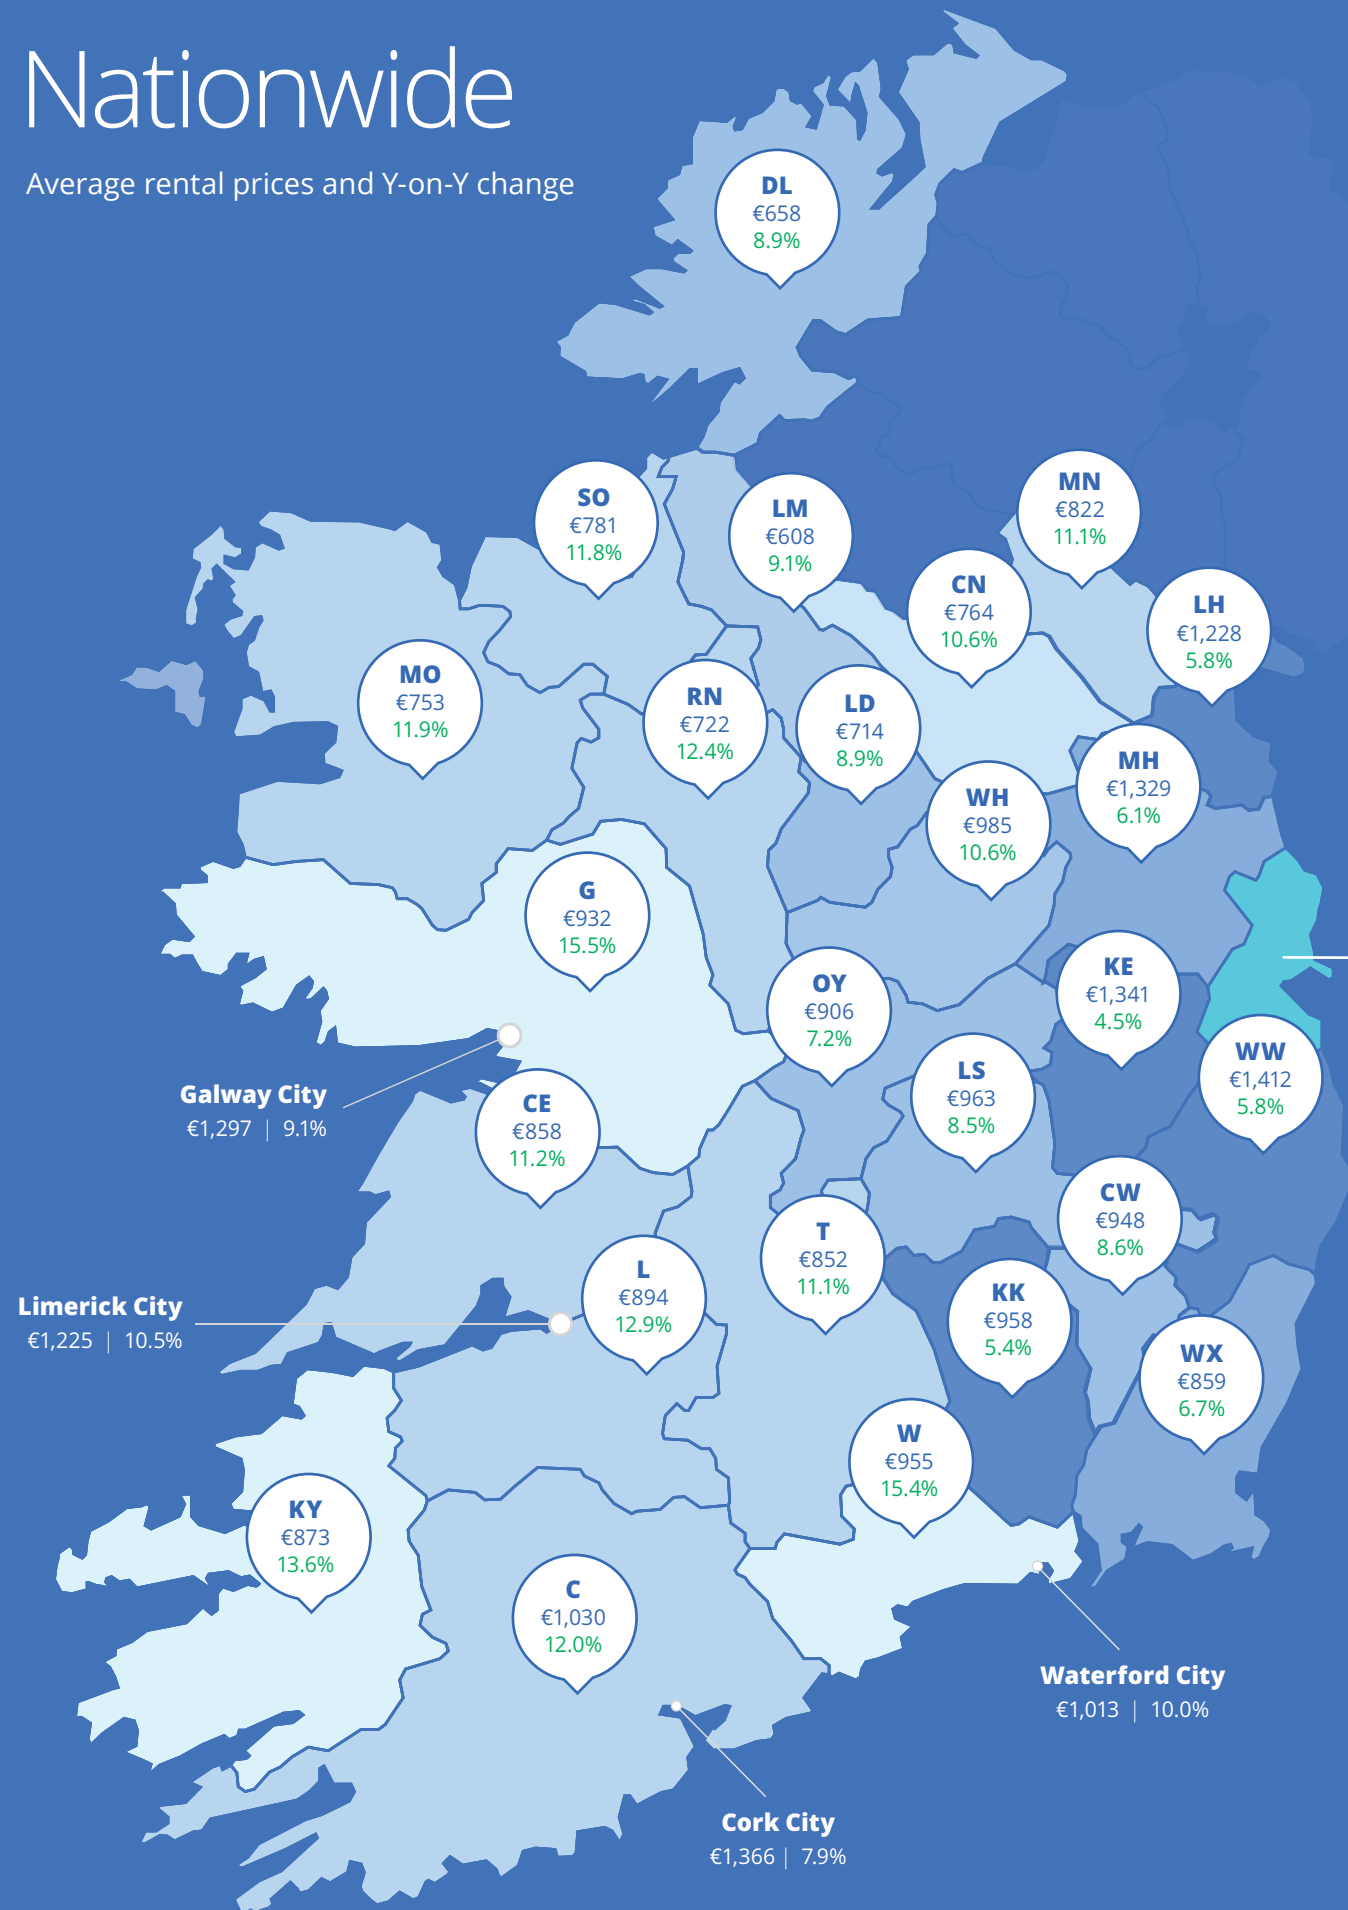 Nationwide
Average rental prices and Y-on-Y change
DL
€658
8.9%
SO
€781
11.8%
LM
€608
9.1%
MN
€822
11.1%
CN
€764
10.6%
LH
€1,228
5.8%
MO
€753
11.9%
RN
€722
12.4%
LD
€714
8.9%
MH
€1,329
6.1%
WH
€985
10.6%
G
€932
15.5%
OY
€906
7.2%
KE
€1,341
4.5%
WW
€1,412
5.8%
LS
€963
8.5%
Galway City
€1,297 | 9.1%
CE
€858
11.2%
CW
€948
8.6%
T
€852
11.1%
L
€894
12.9%
KK
€958
5.4%
Limerick City
€1,225 | 10.5%
WX
€859
6.7%
W
€955
15.4%
KY
€873
13.6%
C
€1,030
12.0%
Waterford City
€1,013 | 10.0%
Cork City
€1,366 | 7.9%